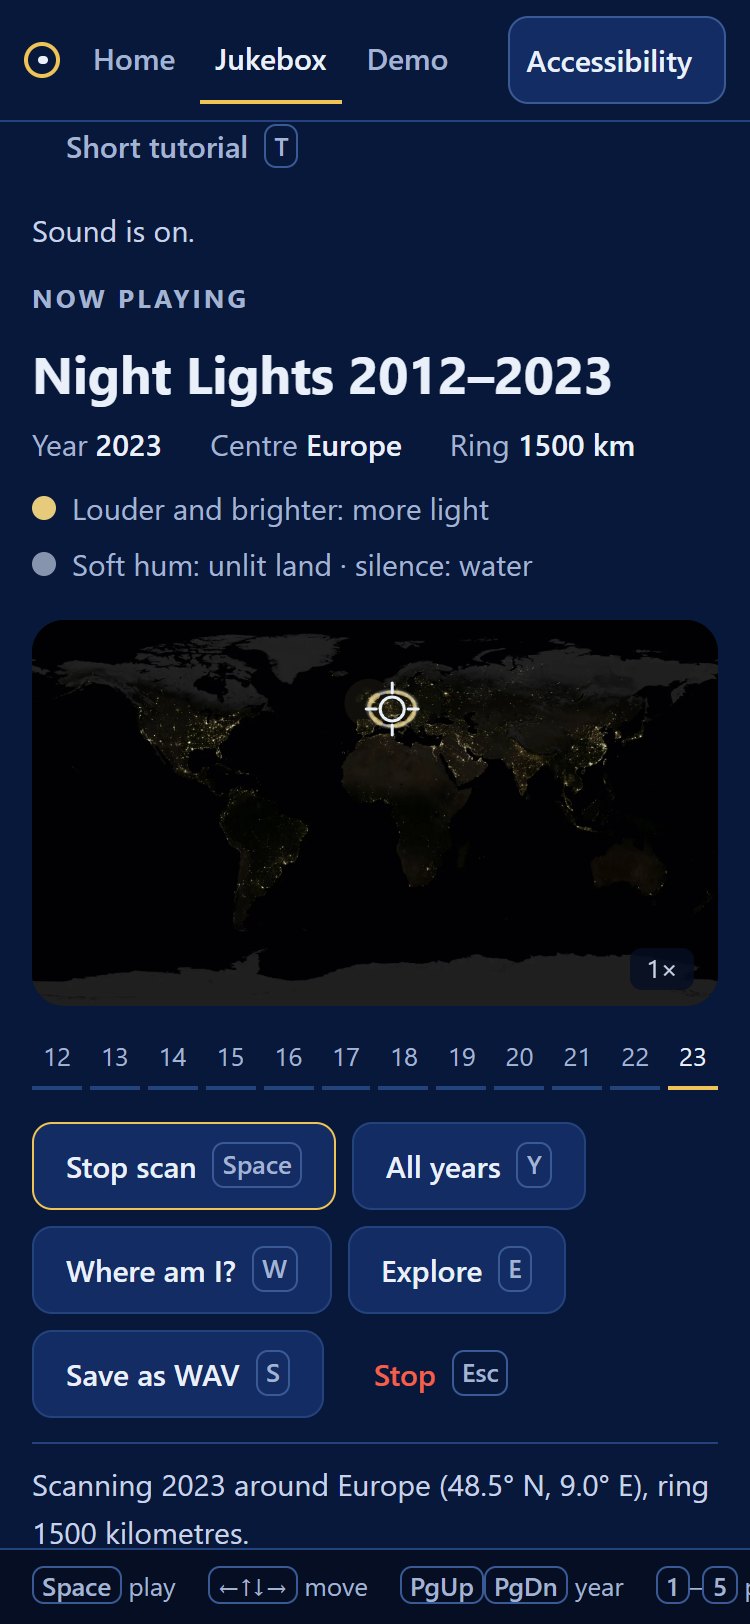 Home Jukebox Demo Accessibility
Short tutorial T
Sound is on.
NOW PLAYING
Night Lights 2012–2023
Year 2023 Centre Europe Ring 1500 km
Louder and brighter: more light
Soft hum: unlit land · silence: water
1×
12 13 14 15 16 17 18 19 20 21 22 23
Stop scan Space All years Y
Where am I? W Explore E
Save as WAV S Stop Esc
Scanning 2023 around Europe (48.5° N, 9.0° E), ring
1500 kilometres.
Space play ←↑↓→ move PgUp PgDn year 1–5